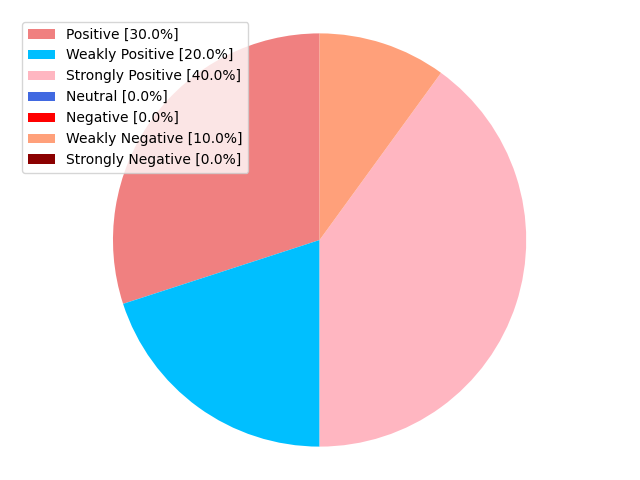 Positive [30.0%]
Weakly Positive [20.0%]
Strongly Positive [40.0%]
Neutral [0.0%]
Negative [0.0%]
Weakly Negative [10.0%]
Strongly Negative [0.0%]